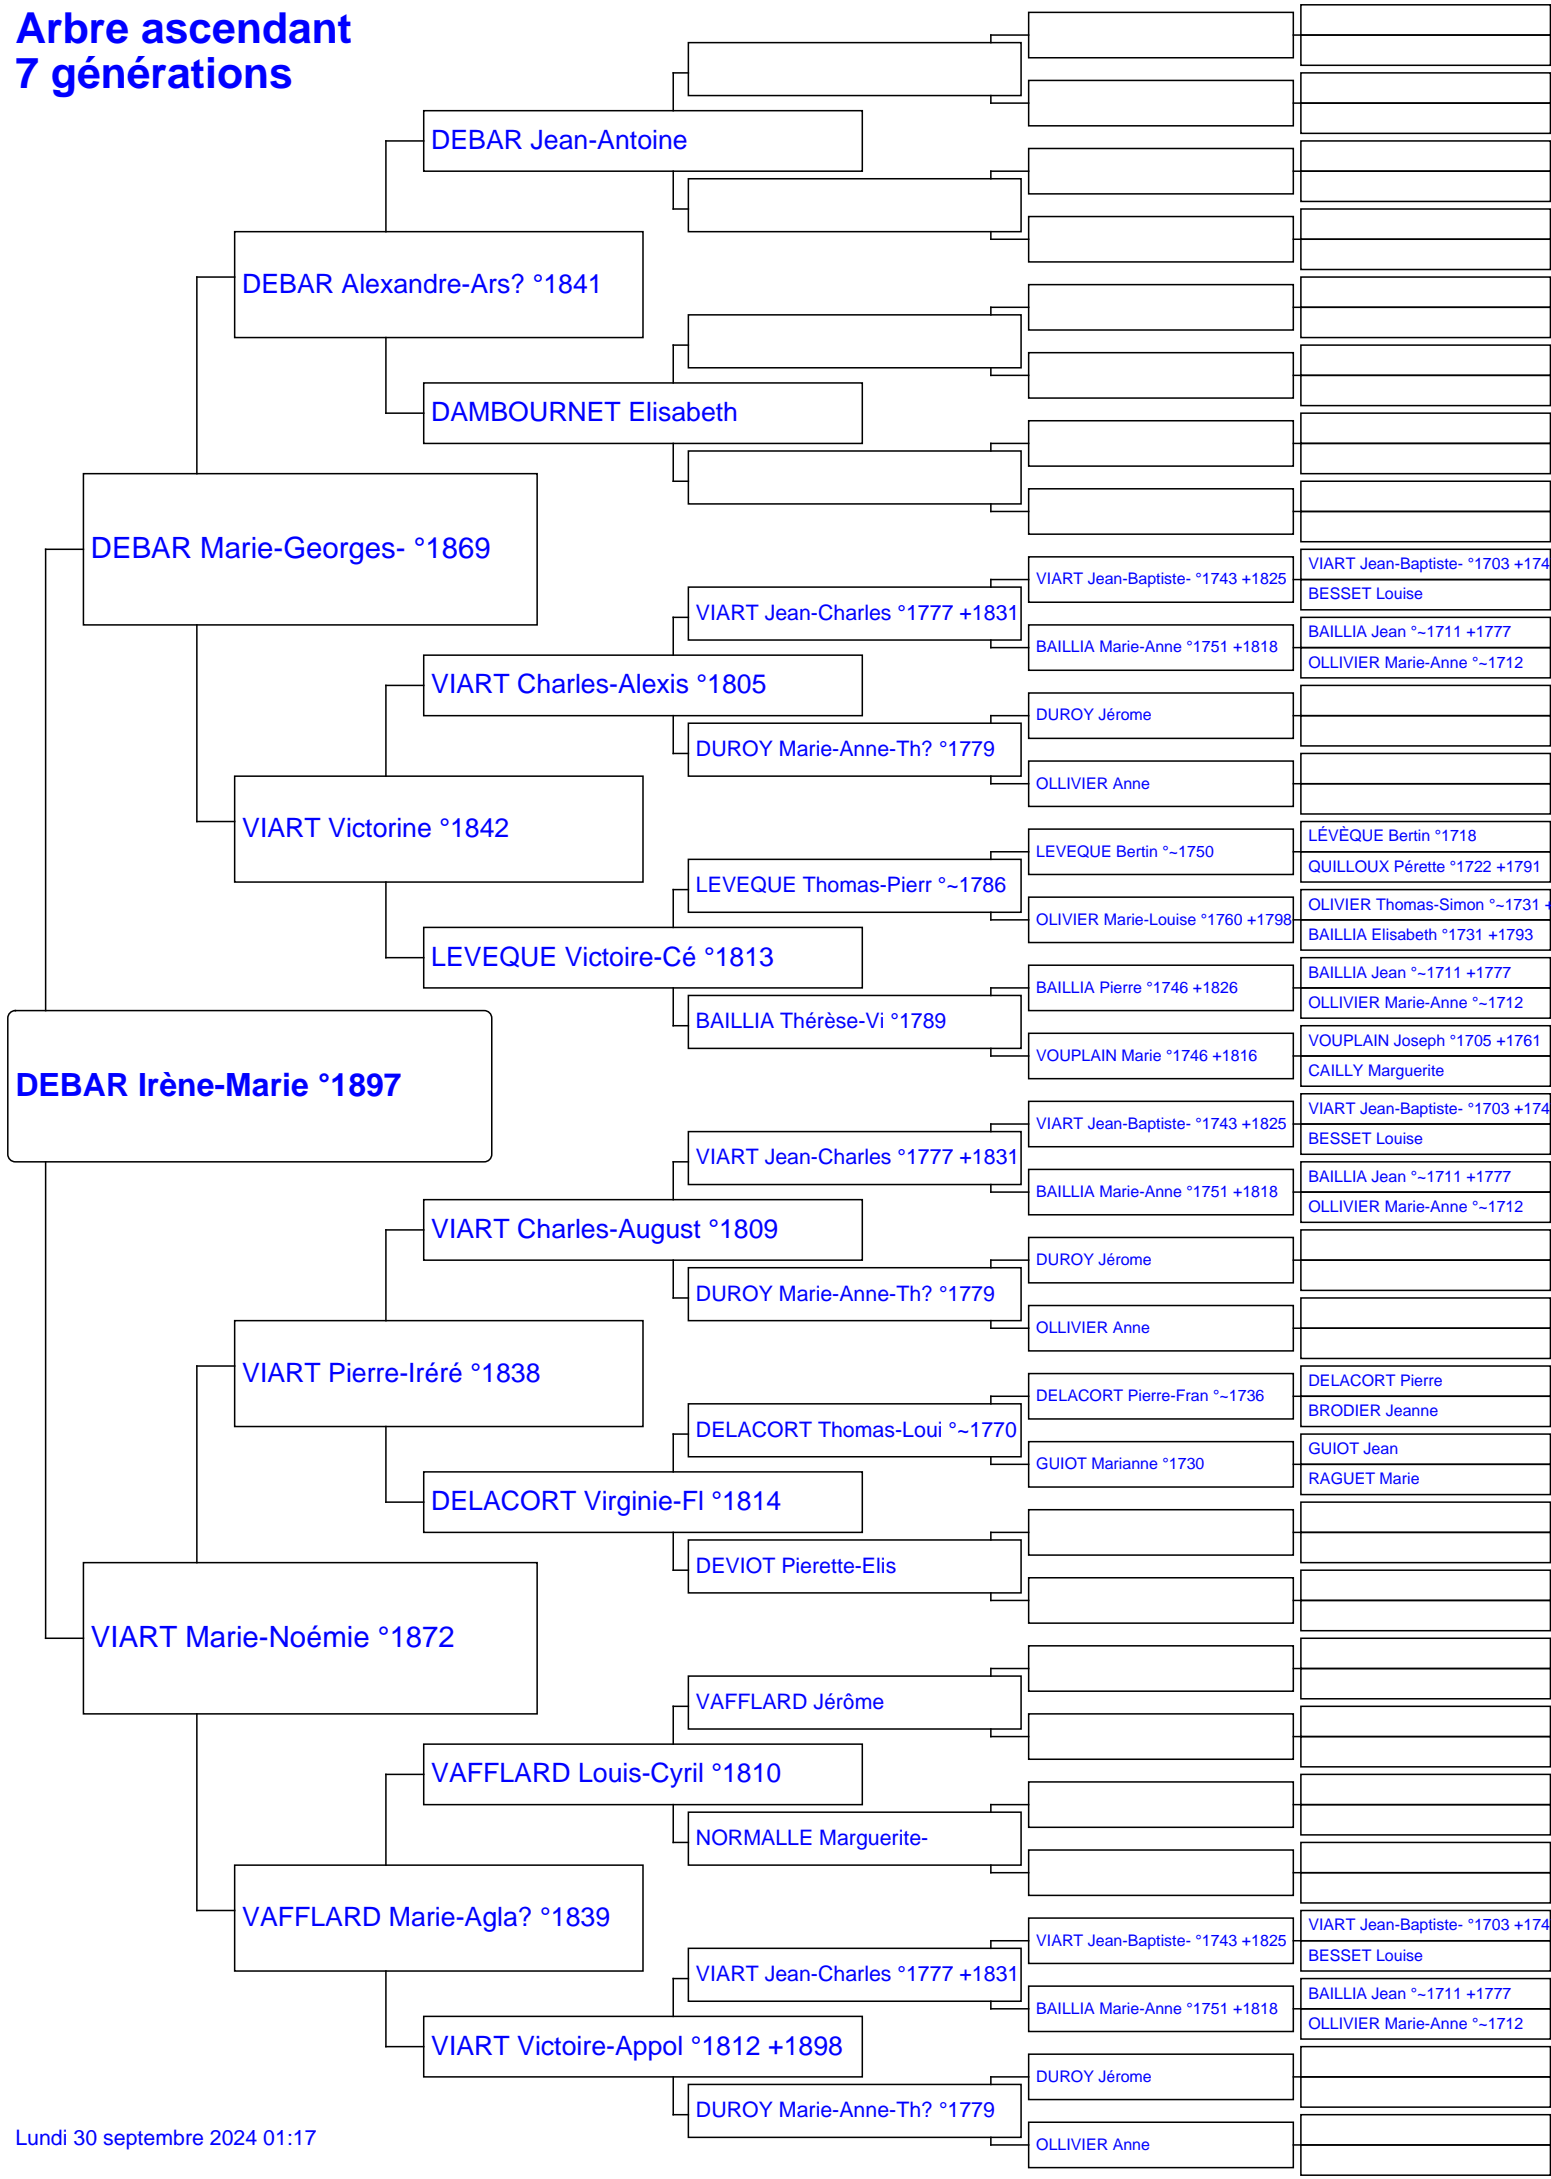 Arbre ascendant
7 générations
DEBAR Jean-Antoine
DEBAR Alexandre-Ars? °1841
DAMBOURNET Elisabeth
DEBAR Marie-Georges- °1869
VIART Jean-Baptiste- °1703 +174
VIART Jean-Baptiste- °1743 +1825
BESSET Louise
VIART Jean-Charles °1777 +1831
BAILLIA Jean °~1711 +1777
BAILLIA Marie-Anne °1751 +1818
OLLIVIER Marie-Anne °~1712
VIART Charles-Alexis °1805
DUROY Jérome
DUROY Marie-Anne-Th? °1779
OLLIVIER Anne
VIART Victorine °1842
LÉVÈQUE Bertin °1718
LEVEQUE Bertin °~1750
QUILLOUX Pérette °1722 +1791
LEVEQUE Thomas-Pierr °~1786
OLIVIER Thomas-Simon °~1731 +
OLIVIER Marie-Louise °1760 +1798
BAILLIA Elisabeth °1731 +1793
LEVEQUE Victoire-Cé °1813
BAILLIA Jean °~1711 +1777
BAILLIA Pierre °1746 +1826
OLLIVIER Marie-Anne °~1712
BAILLIA Thérèse-Vi °1789
VOUPLAIN Joseph °1705 +1761
VOUPLAIN Marie °1746 +1816
CAILLY Marguerite
DEBAR Irène-Marie °1897
VIART Jean-Baptiste- °1703 +174
VIART Jean-Baptiste- °1743 +1825
BESSET Louise
VIART Jean-Charles °1777 +1831
BAILLIA Jean °~1711 +1777
BAILLIA Marie-Anne °1751 +1818
OLLIVIER Marie-Anne °~1712
VIART Charles-August °1809
DUROY Jérome
DUROY Marie-Anne-Th? °1779
OLLIVIER Anne
VIART Pierre-Iréré °1838
DELACORT Pierre
DELACORT Pierre-Fran °~1736
BRODIER Jeanne
DELACORT Thomas-Loui °~1770
GUIOT Jean
GUIOT Marianne °1730
RAGUET Marie
DELACORT Virginie-Fl °1814
DEVIOT Pierette-Elis
VIART Marie-Noémie °1872
VAFFLARD Jérôme
VAFFLARD Louis-Cyril °1810
NORMALLE Marguerite-
VAFFLARD Marie-Agla? °1839
VIART Jean-Baptiste- °1703 +174
VIART Jean-Baptiste- °1743 +1825
BESSET Louise
VIART Jean-Charles °1777 +1831
BAILLIA Jean °~1711 +1777
BAILLIA Marie-Anne °1751 +1818
OLLIVIER Marie-Anne °~1712
VIART Victoire-Appol °1812 +1898
DUROY Jérome
DUROY Marie-Anne-Th? °1779
OLLIVIER Anne
Lundi 30 septembre 2024 01:17